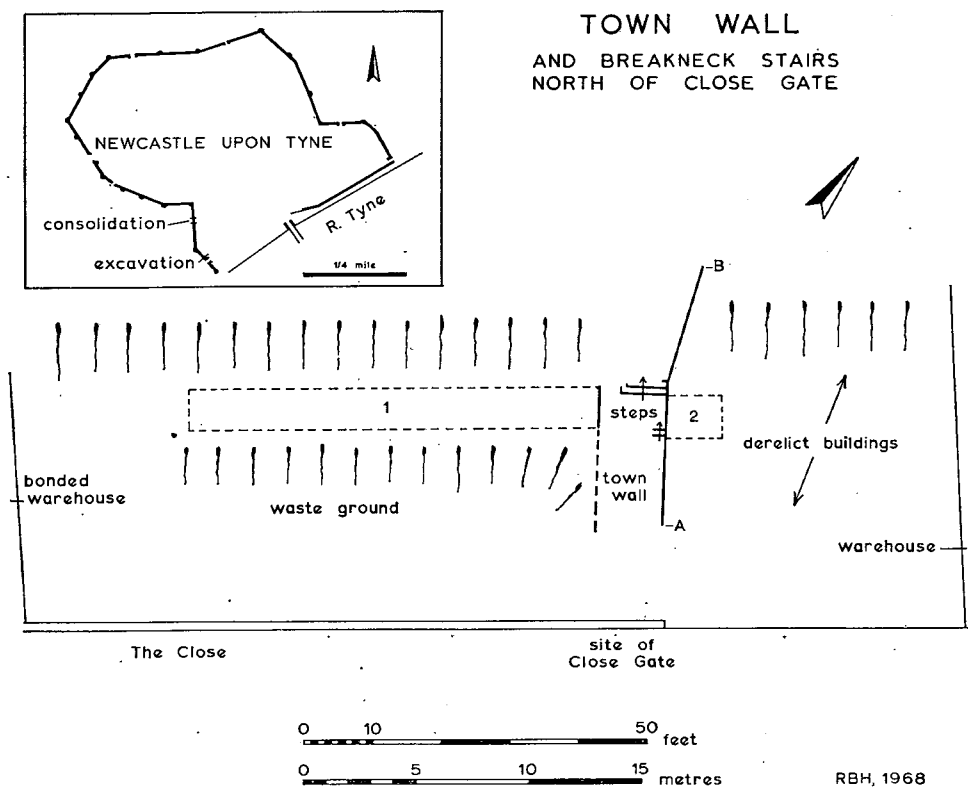 TOWN WALL
AND BREAKNECK STAIRS
NORTH OF CLOSE GATE
NEWCASTLE UPON TYNE
consolidation
excavation
R. Tyne
1/4 mile
-B
1
steps
2
derelict buildings
bonded
warehouse
waste ground
town
wall
-A
warehouse
The Close
site of
Close Gate
0 10 50
feet
0 5 10 15
metres
RBH, 1968